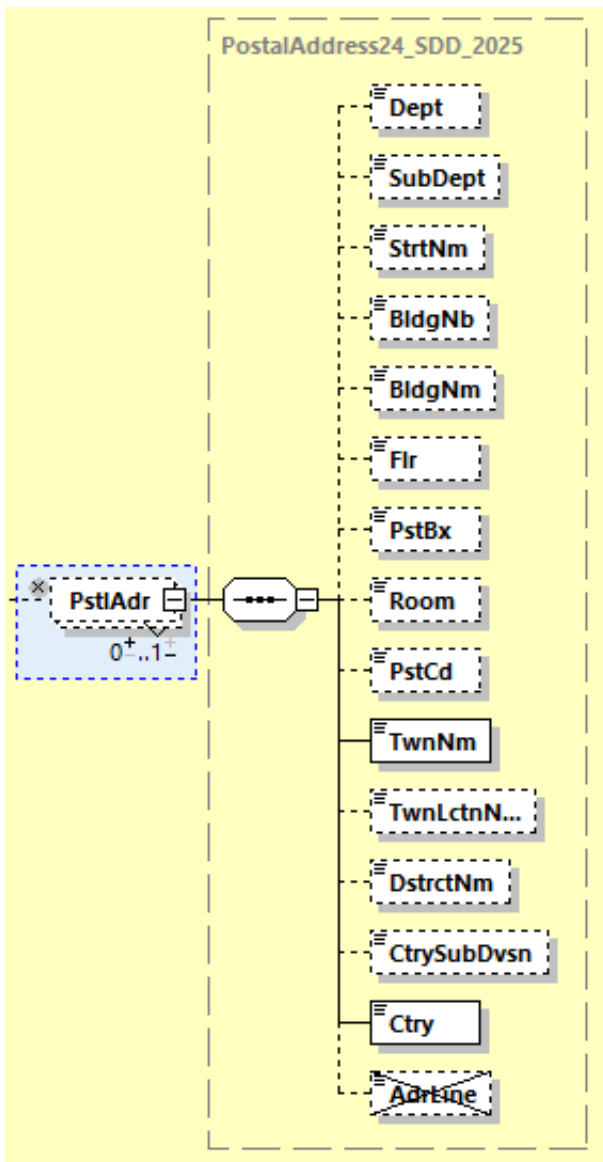 PostalAddress24_SDD_2025
Dept
SubDept
StrtNm
BldgNb
BldgNm
Flr
PstBx
PstlAdr
0..1
Room
PstCd
TwnNm
TwnLctnN...
DstrctNm
CtrySubDvsn
Ctry
AdrLine